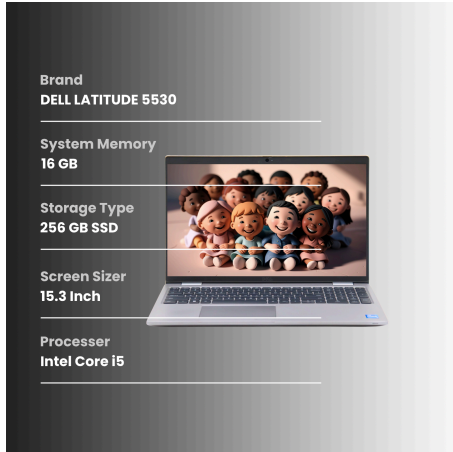 Brand
DELL LATITUDE 5530
System Memory
16 GB
Storage Type
256 GB SSD
Screen Sizer
15.3 Inch
Processer
Intel Core i5